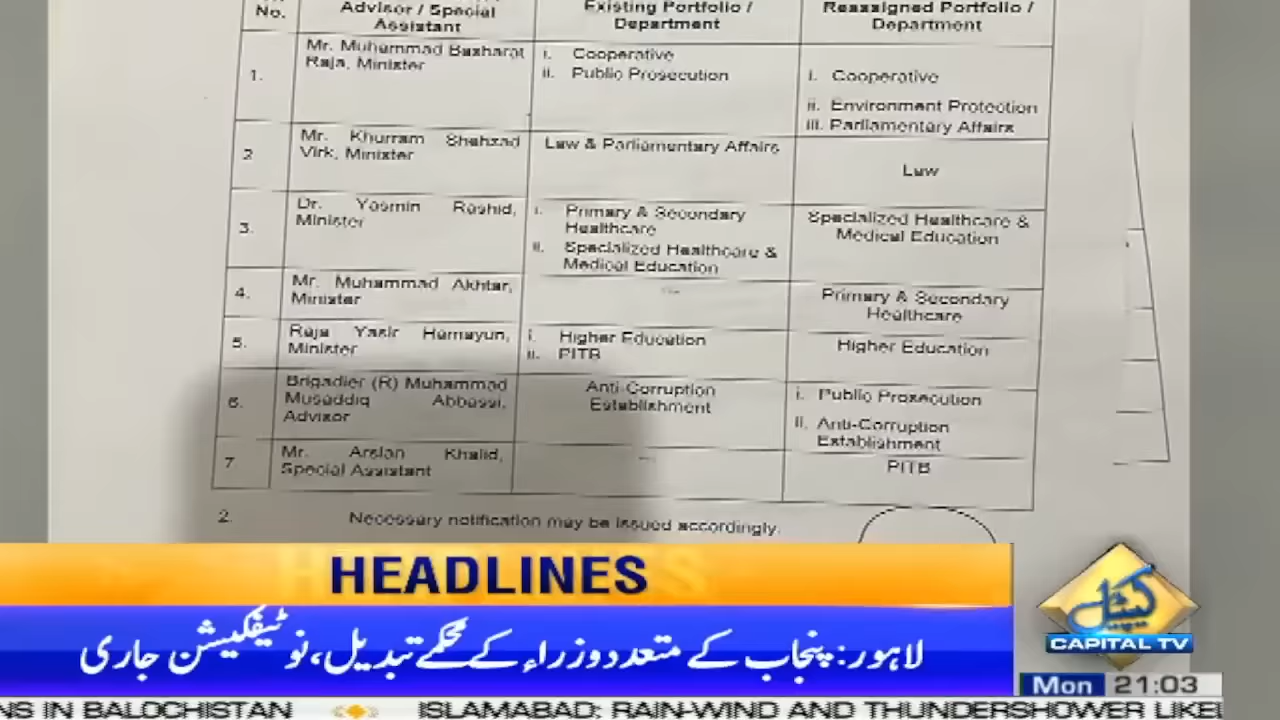 No.
Advisor / Special Assistant
Existing Portfolio / Department
Reassigned Portfolio / Department
1.
Mr. Muhammad Basharat Raja, Minister
i. Cooperative
ii. Public Prosecution
i. Cooperative
ii. Environment Protection
iii. Parliamentary Affairs
2
Mr. Khurram Shehzad Virk, Minister
Law & Parliamentary Affairs
Law
3.
Dr. Yasmin Rashid, Minister
i. Primary & Secondary Healthcare
ii. Specialized Healthcare & Medical Education
Specialized Healthcare & Medical Education
4.
Mr. Muhammad Akhtar, Minister
Primary & Secondary Healthcare
5.
Raja Yasir Hamayun, Minister
i. Higher Education
ii. PITB
Higher Education
6.
Brigadier (R) Muhammad Musaddiq Abbassi, Advisor
Anti-Corruption Establishment
i. Public Prosecution
ii. Anti-Corruption Establishment
7
Mr. Arslan Khalid, Special Assistant
PITB
2. Necessary notification may be issued accordingly.
HEADLINES
لاہور: پنجاب کے متعدد وزراء کے محکمے تبدیل، نوٹیفکیشن جاری
کیپٹل
CAPITAL TV
Mon 21:03
NS IN BALOCHISTAN
ISLAMABAD: RAIN-WIND AND THUNDERSHOWER LIKEL